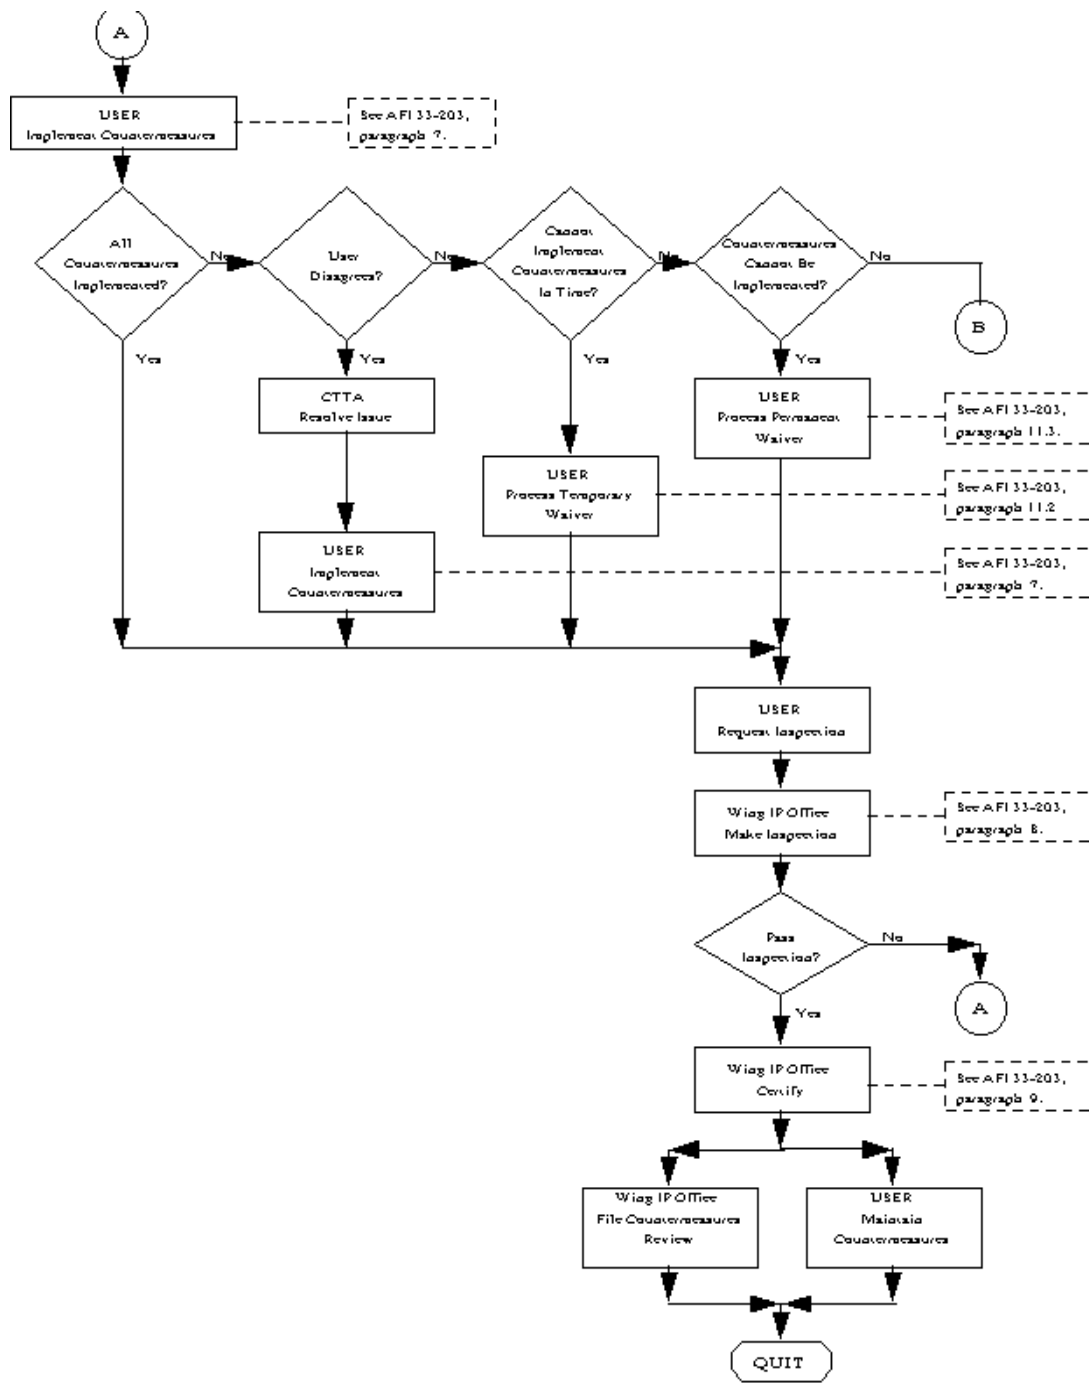 A
USER
Implement Countermeasures
See AFI 33-203,
paragraph 7.
All
Countermeasures
Implemented?
No
User
Disagrees?
No
Cannot
Implement
Countermeasures
In Time?
No
Countermeasures
Cannot Be
Implemented?
No
B
Yes
Yes
Yes
Yes
CTTA
Resolve Issue
USER
Process Permanent
Waiver
See AFI 33-203,
paragraph 11.3.
USER
Process Temporary
Waiver
See AFI 33-203,
paragraph 11.2
USER
Implement
Countermeasures
See AFI 33-203,
paragraph 7.
USER
Request Inspection
Wing IP Office
Make Inspection
See AFI 33-203,
paragraph 8.
Pass
Inspection?
No
A
Yes
Wing IP Office
Certify
See AFI 33-203,
paragraph 9.
Wing IP Office
File Countermeasures
Review
USER
Maintain
Countermeasures
QUIT